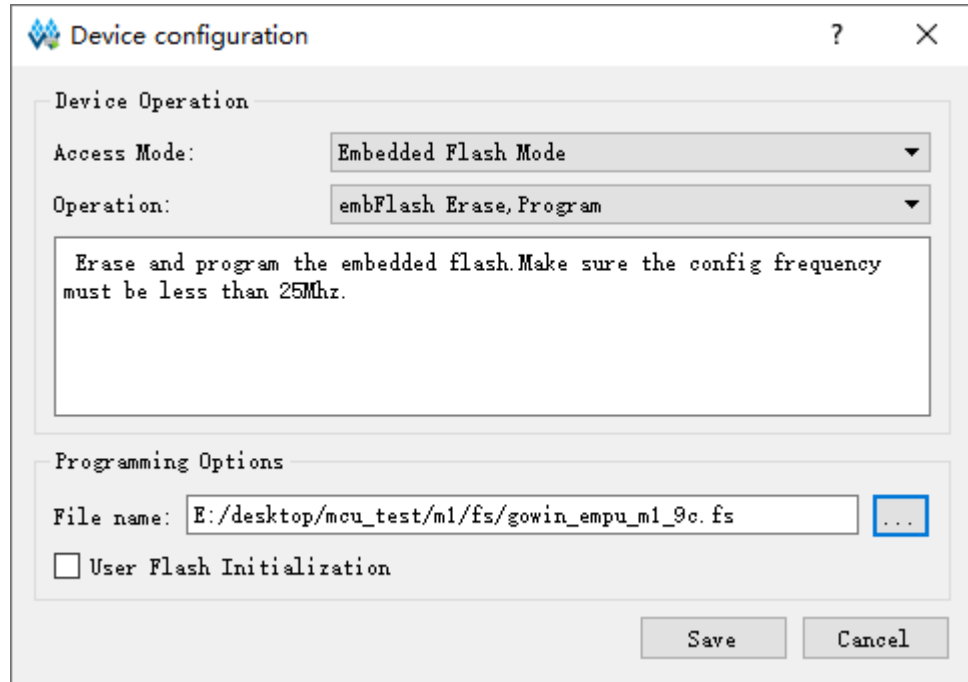 Device configuration
?
Device Operation
Access Mode:
Embedded Flash Mode
Operation:
embFlash Erase,Program
Erase and program the embedded flash.Make sure the config frequency
must be less than 25Mhz.
Programming Options
File name:
E:/desktop/mcu_test/m1/fs/gowin_empu_m1_9c.fs
...
User Flash Initialization
Save
Cancel